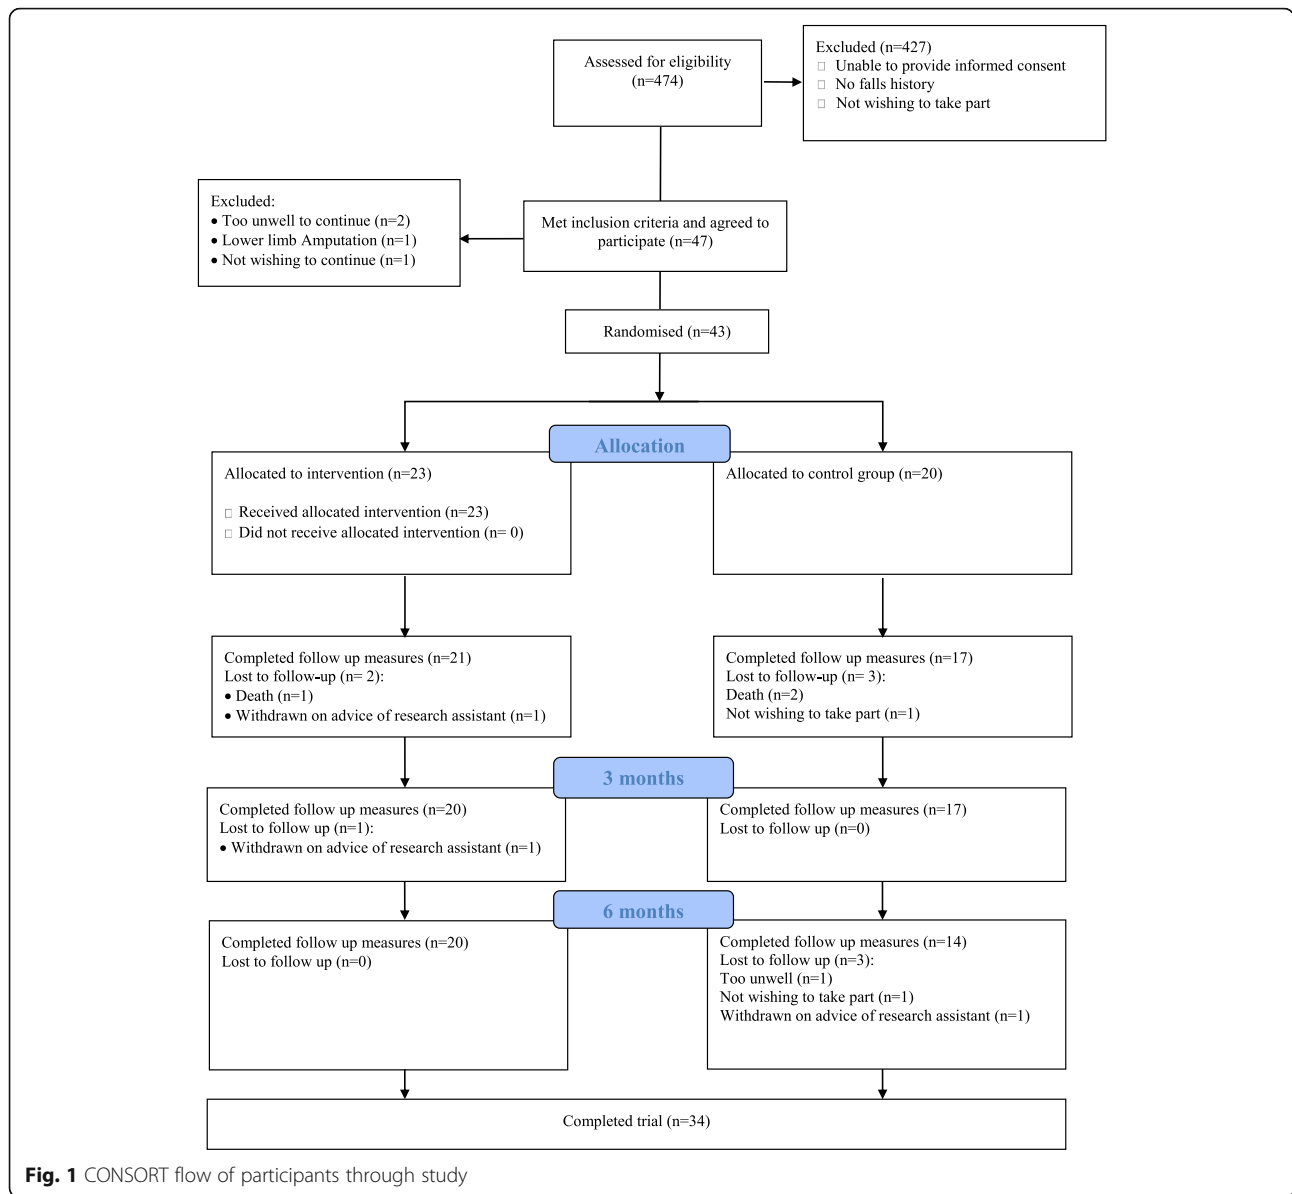 Assessed for eligibility
(n=474)
Excluded (n=427)
□ Unable to provide informed consent
□ No falls history
□ Not wishing to take part
Excluded:
• Too unwell to continue (n=2)
• Lower limb Amputation (n=1)
• Not wishing to continue (n=1)
Met inclusion criteria and agreed to
participate (n=47)
Randomised (n=43)
Allocation
Allocated to intervention (n=23)
□ Received allocated intervention (n=23)
□ Did not receive allocated intervention (n= 0)
Allocated to control group (n=20)
Completed follow up measures (n=21)
Lost to follow-up (n= 2):
• Death (n=1)
• Withdrawn on advice of research assistant (n=1)
Completed follow up measures (n=17)
Lost to follow-up (n= 3):
Death (n=2)
Not wishing to take part (n=1)
3 months
Completed follow up measures (n=20)
Lost to follow up (n=1):
• Withdrawn on advice of research assistant (n=1)
Completed follow up measures (n=17)
Lost to follow up (n=0)
6 months
Completed follow up measures (n=20)
Lost to follow up (n=0)
Completed follow up measures (n=14)
Lost to follow up (n=3):
Too unwell (n=1)
Not wishing to take part (n=1)
Withdrawn on advice of research assistant (n=1)
Completed trial (n=34)
Fig. 1 CONSORT flow of participants through study